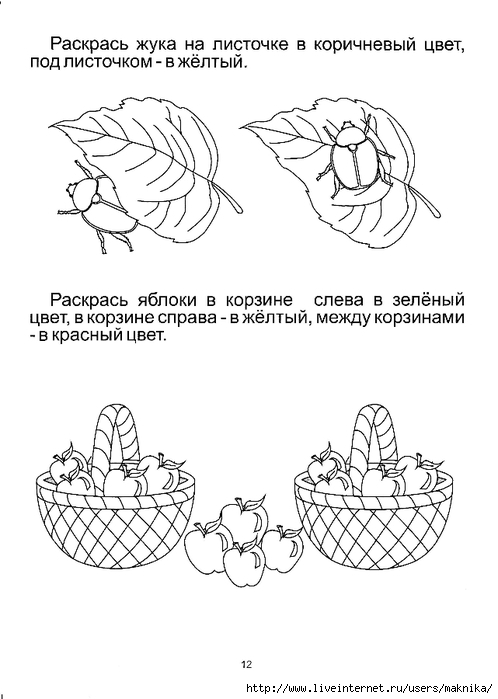 Раскрась жука на листочке в коричневый цвет,
под листочком - в жёлтый.
Раскрась яблоки в корзине слева в зелёный
цвет, в корзине справа - в жёлтый, между корзинами
- в красный цвет.
12
http://www.liveinternet.ru/users/maknika/